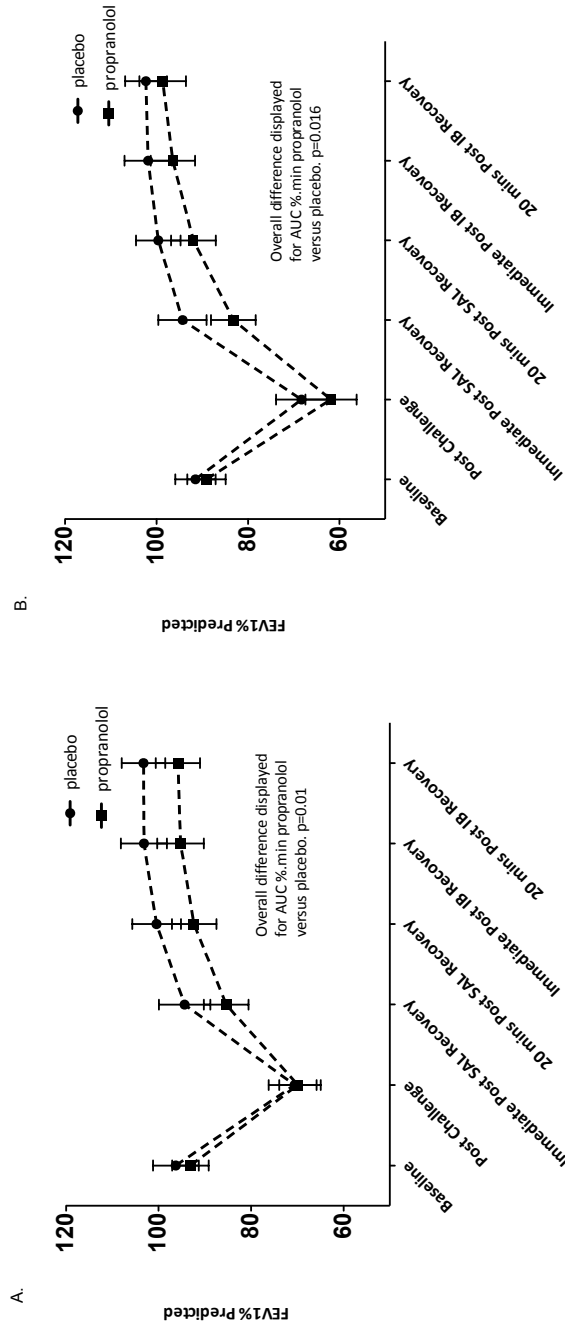 A.
FEV1% Predicted
120
100
80
60
placebo
propranolol
Overall difference displayed
for AUC %.min propranolol
versus placebo. p=0.01
Baseline
Post Challenge
Immediate Post SAL Recovery
20 mins Post SAL Recovery
Immediate Post IB Recovery
20 mins Post IB Recovery
B.
FEV1% Predicted
120
100
80
60
placebo
propranolol
Overall difference displayed
for AUC %.min propranolol
versus placebo. p=0.016
Baseline
Post Challenge
Immediate Post SAL Recovery
20 mins Post SAL Recovery
Immediate Post IB Recovery
20 mins Post IB Recovery